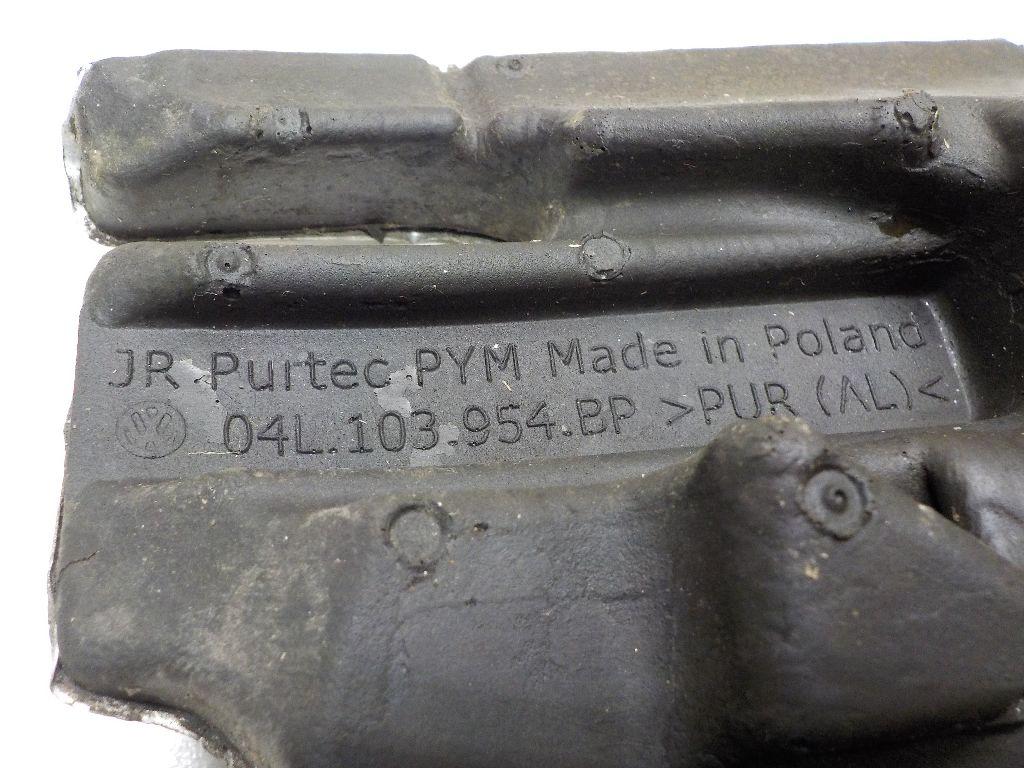 JR Purtec PYM Made in Poland
04L.103.954.BP >PUR (AL)<